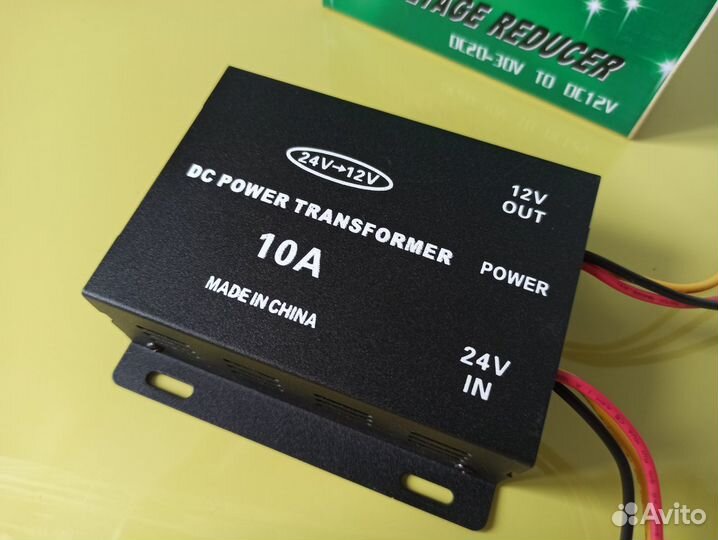 VOLTAGE REDUCER
DC20-30V TO DC12V
24V→12V
DC POWER TRANSFORMER
10A
MADE IN CHINA
12V
OUT
POWER
24V
IN
Avito